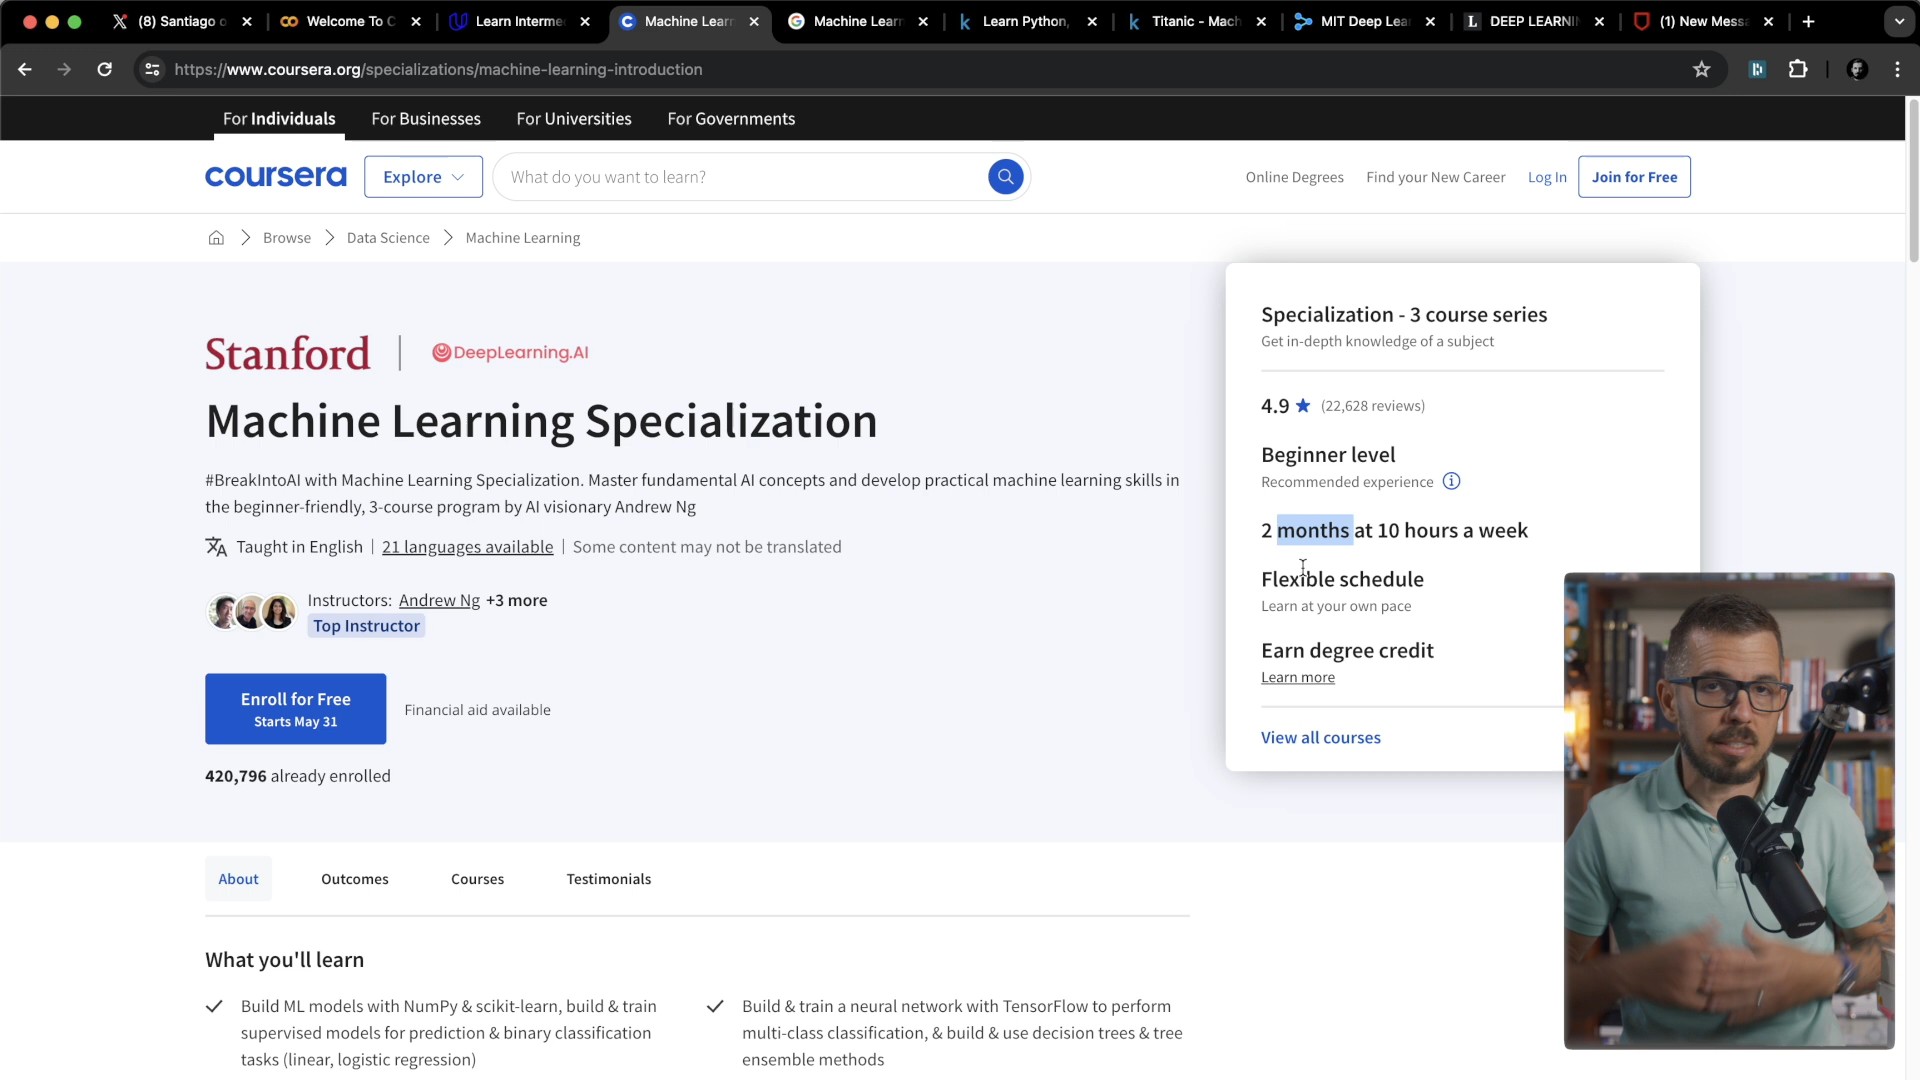 (8) Santiago o
Welcome To C
Learn Interme
Machine Learn
Machine Learn
Learn Python,
Titanic - Mach
MIT Deep Lea
DEEP LEARNIN
(1) New Messa
https://www.coursera.org/specializations/machine-learning-introduction
For Individuals
For Businesses
For Universities
For Governments
coursera
Explore
What do you want to learn?
Online Degrees
Find your New Career
Log In
Join for Free
Browse
Data Science
Machine Learning
Stanford
DeepLearning.AI
Machine Learning Specialization
#BreakIntoAI with Machine Learning Specialization. Master fundamental AI concepts and develop practical machine learning skills in
the beginner-friendly, 3-course program by AI visionary Andrew Ng
Taught in English | 21 languages available | Some content may not be translated
Instructors: Andrew Ng +3 more
Top Instructor
Enroll for Free
Starts May 31
Financial aid available
420,796 already enrolled
Specialization - 3 course series
Get in-depth knowledge of a subject
4.9 (22,628 reviews)
Beginner level
Recommended experience
2 months at 10 hours a week
Flexible schedule
Learn at your own pace
Earn degree credit
Learn more
View all courses
About
Outcomes
Courses
Testimonials
What you'll learn
Build ML models with NumPy & scikit-learn, build & train
supervised models for prediction & binary classification
tasks (linear, logistic regression)
Build & train a neural network with TensorFlow to perform
multi-class classification, & build & use decision trees & tree
ensemble methods